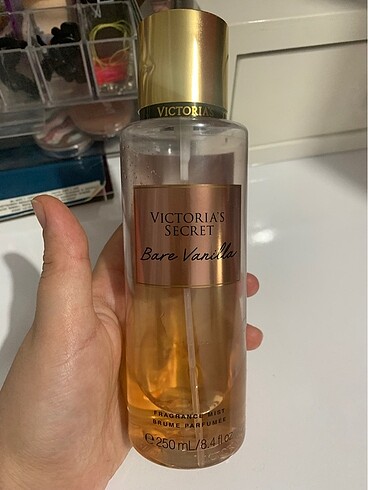 VICTORIA
VICTORIA'S
SECRET
Bare Vanilla
FRAGRANCE MIST
BRUME PARFUMÉE
℮ 250 mL/8.4 fl oz